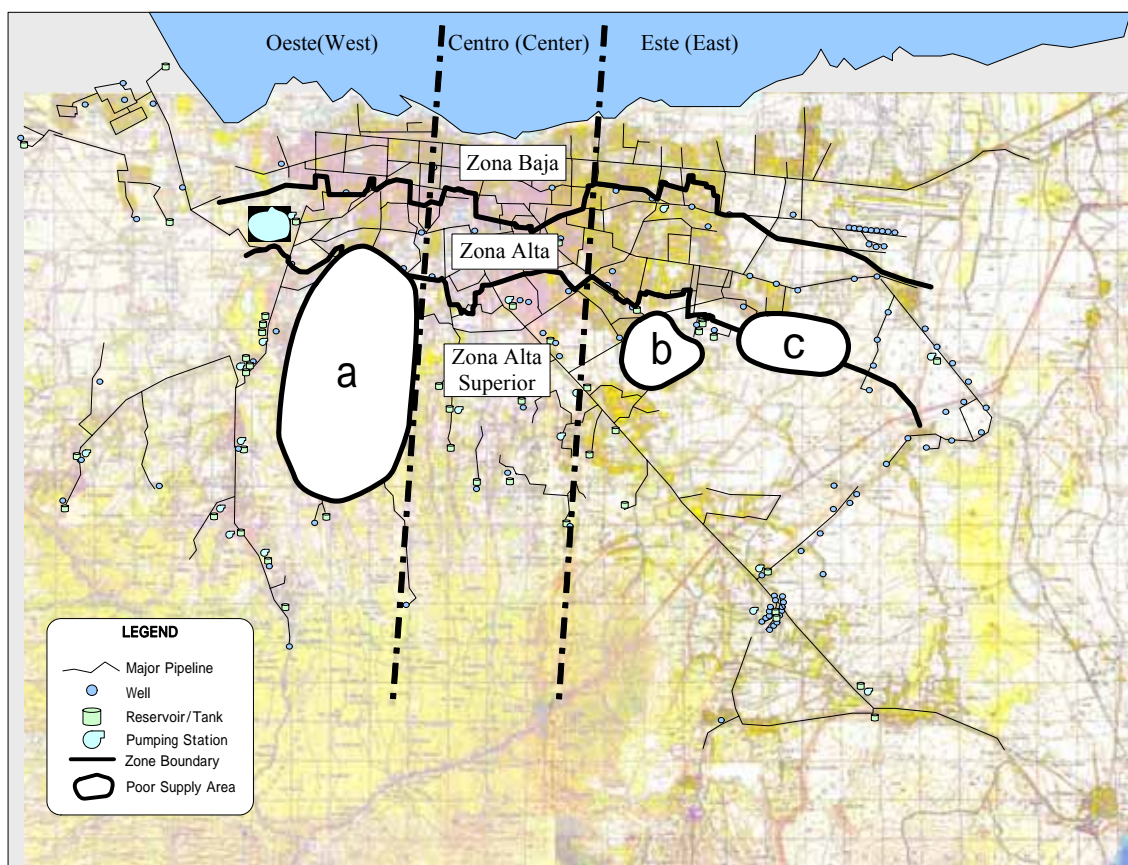 Oeste(West)
Centro (Center)
Este (East)
Zona Baja
Zona Alta
Zona Alta
Superior
a
b
c
LEGEND
Major Pipeline
Well
Reservoir/Tank
Pumping Station
Zone Boundary
Poor Supply Area